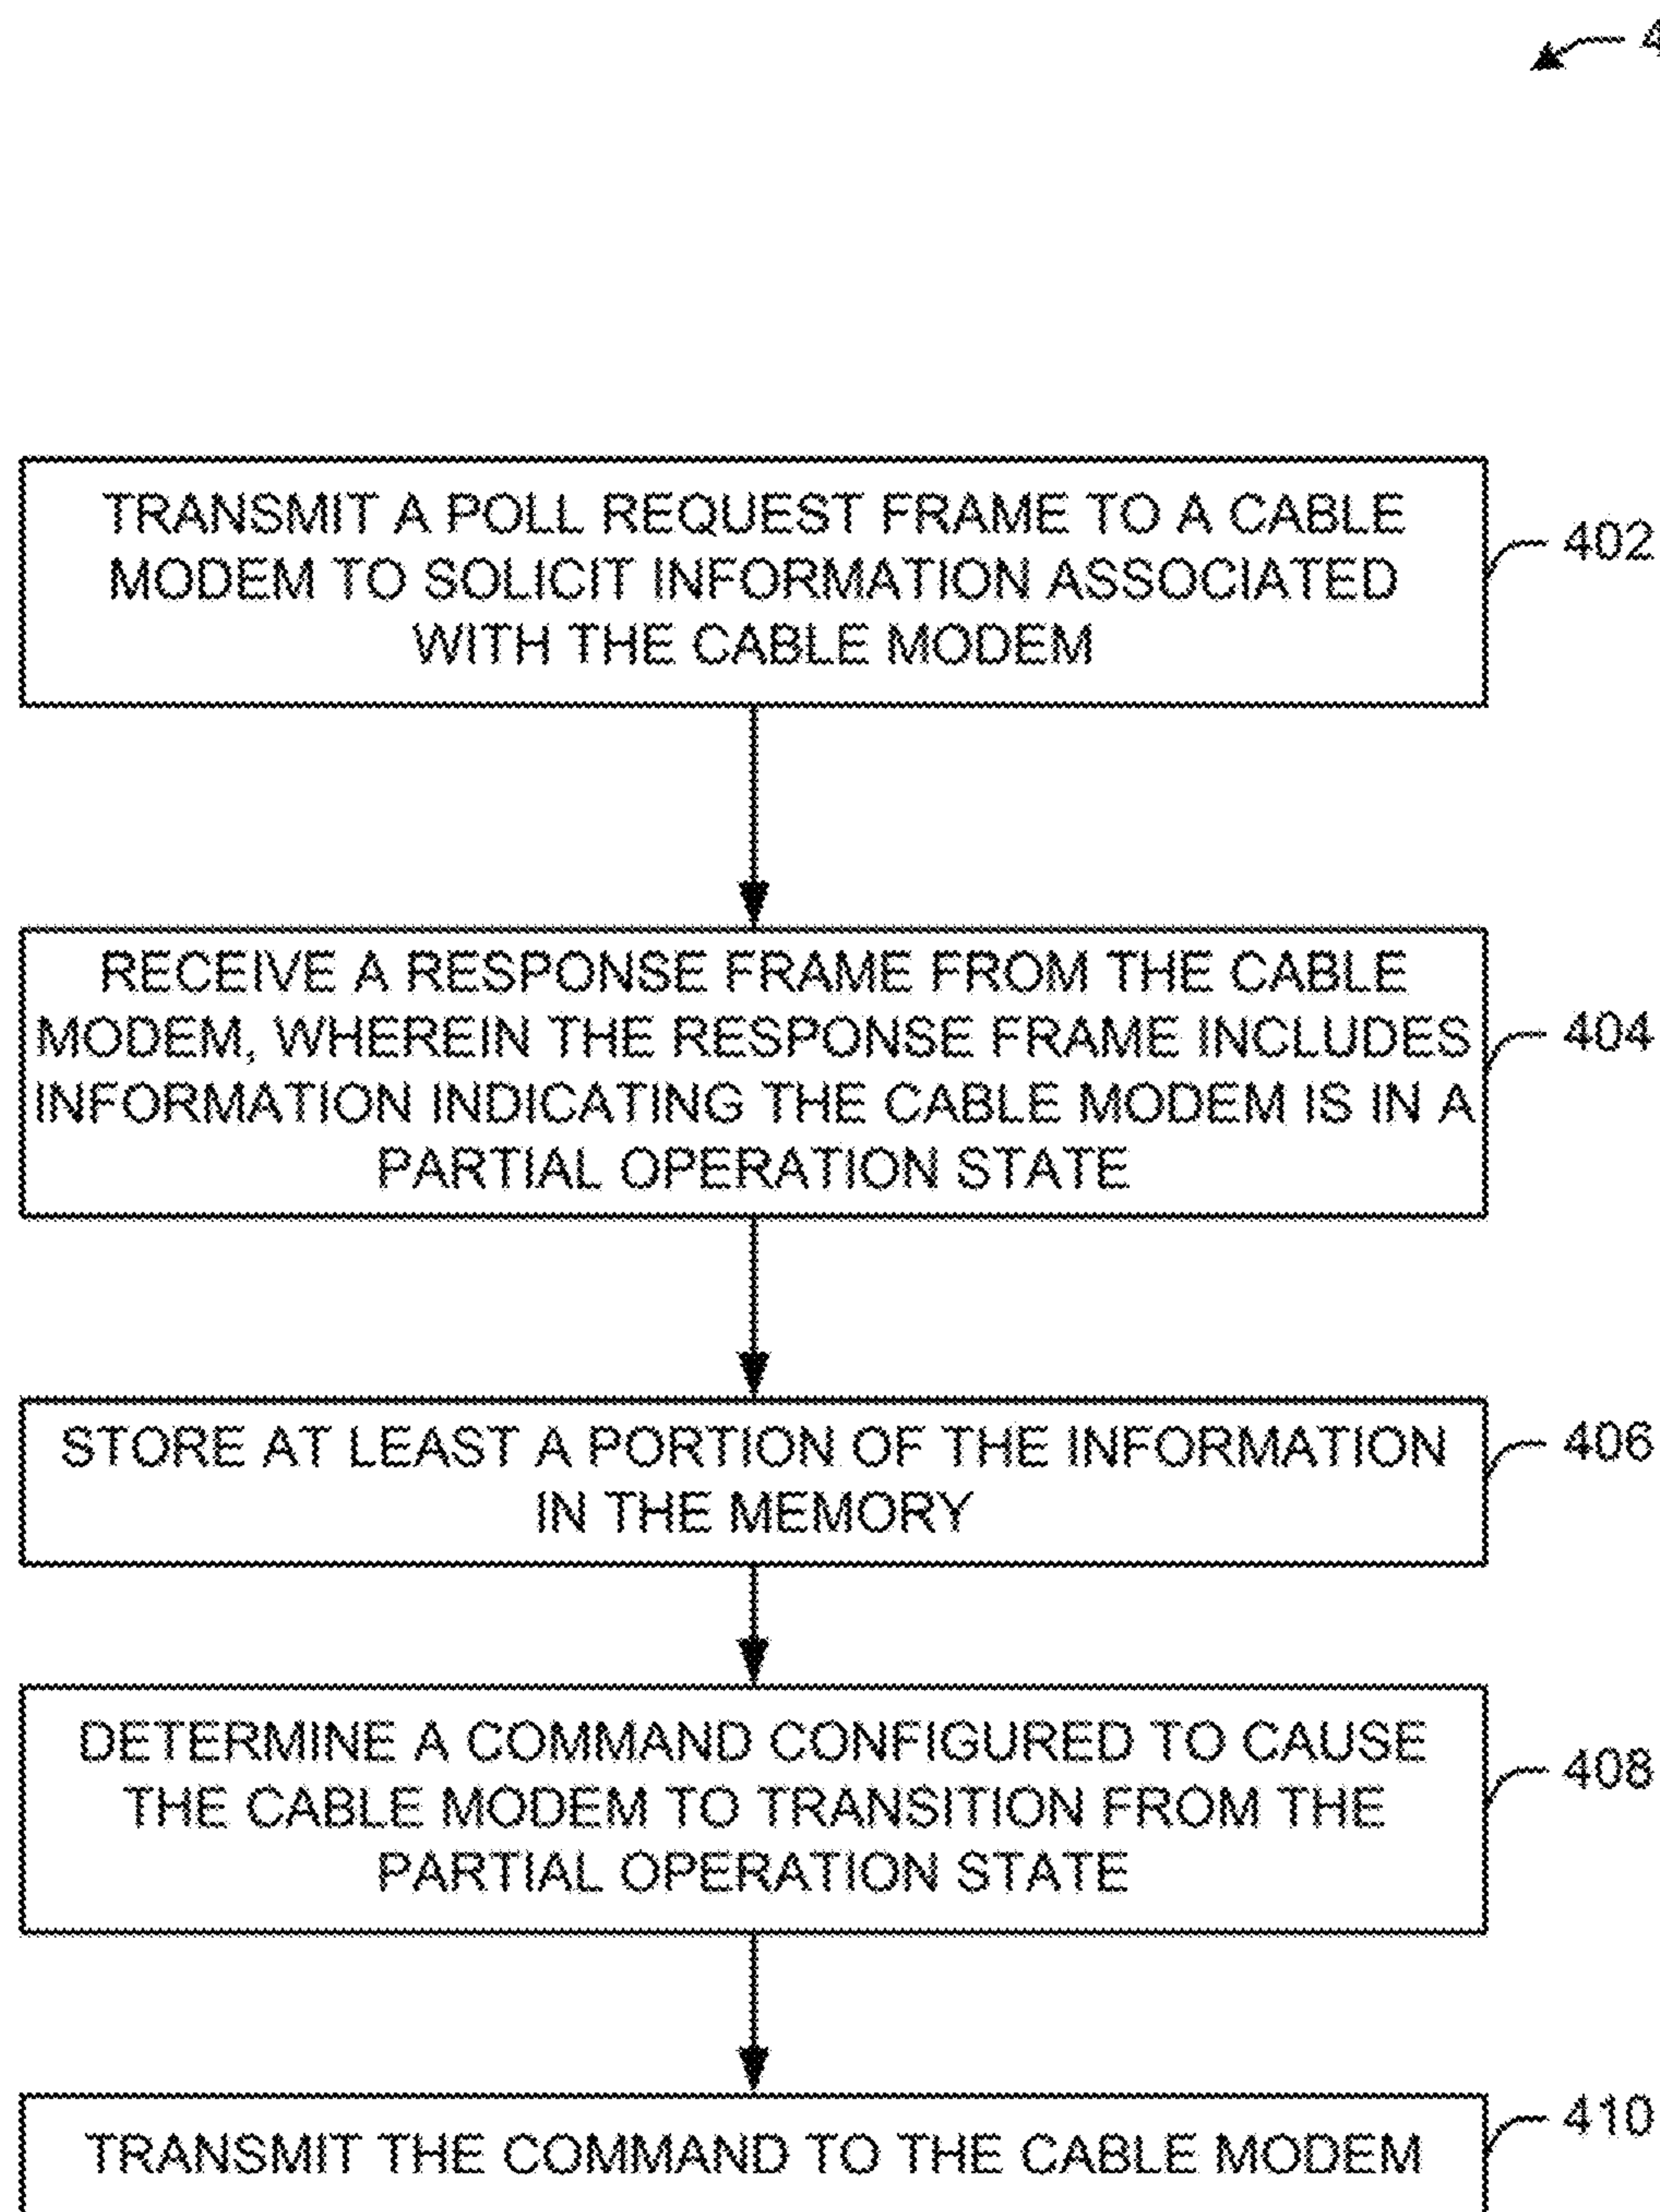 TRANSMIT A POLL REQUEST FRAME TO A CABLE
MODEM TO SOLICIT INFORMATION ASSOCIATED
WITH THE CABLE MODEM
402
RECEIVE A RESPONSE FRAME FROM THE CABLE
MODEM, WHEREIN THE RESPONSE FRAME INCLUDES
INFORMATION INDICATING THE CABLE MODEM IS IN A
PARTIAL OPERATION STATE
404
STORE AT LEAST A PORTION OF THE INFORMATION
IN THE MEMORY
406
DETERMINE A COMMAND CONFIGURED TO CAUSE
THE CABLE MODEM TO TRANSITION FROM THE
PARTIAL OPERATION STATE
408
TRANSMIT THE COMMAND TO THE CABLE MODEM
410